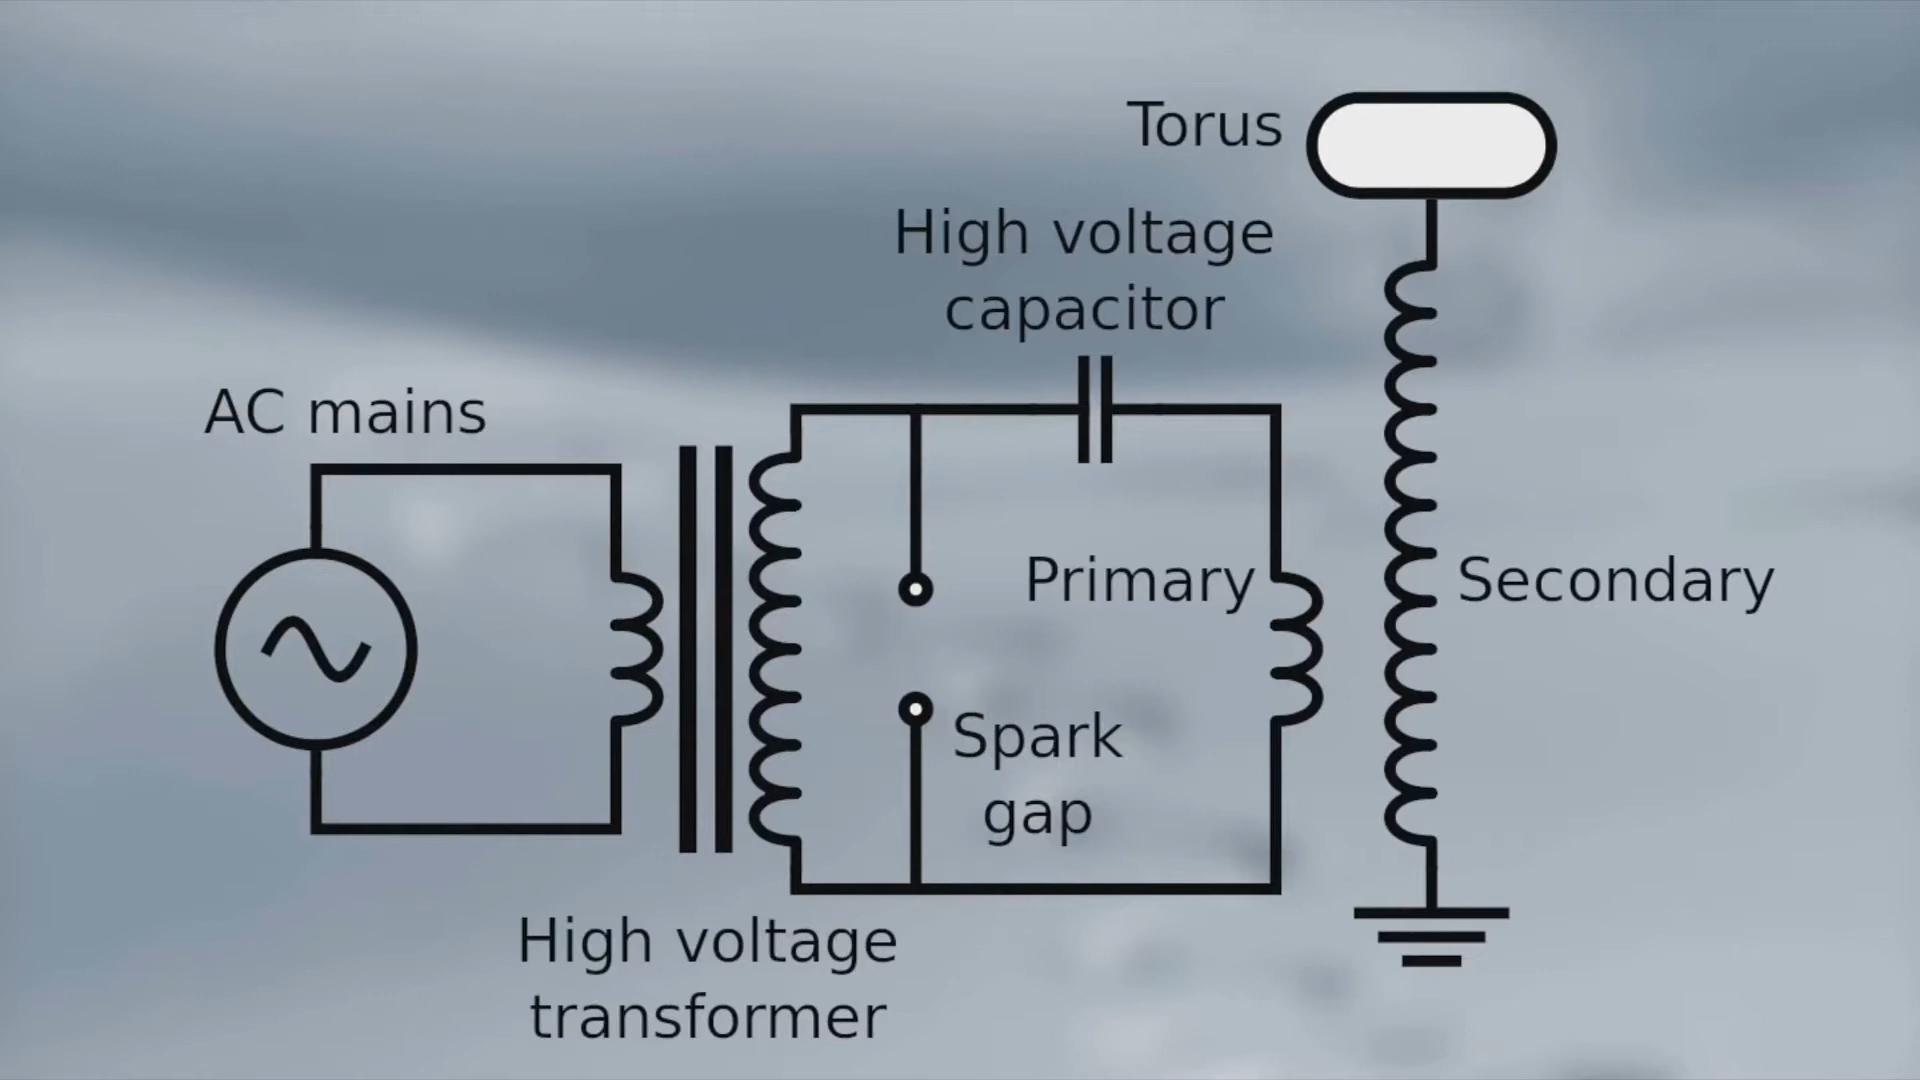 Torus
High voltage
capacitor
AC mains
Primary
Secondary
Spark
gap
High voltage
transformer